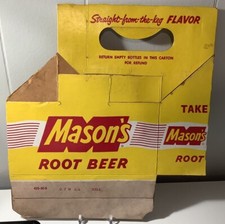 Straight-from-the-keg FLAVOR
RETURN EMPTY BOTTLES IN THIS CARTON
FOR REFUND
TAKE
Mason's
ROOT BEER
Mason's
ROOT